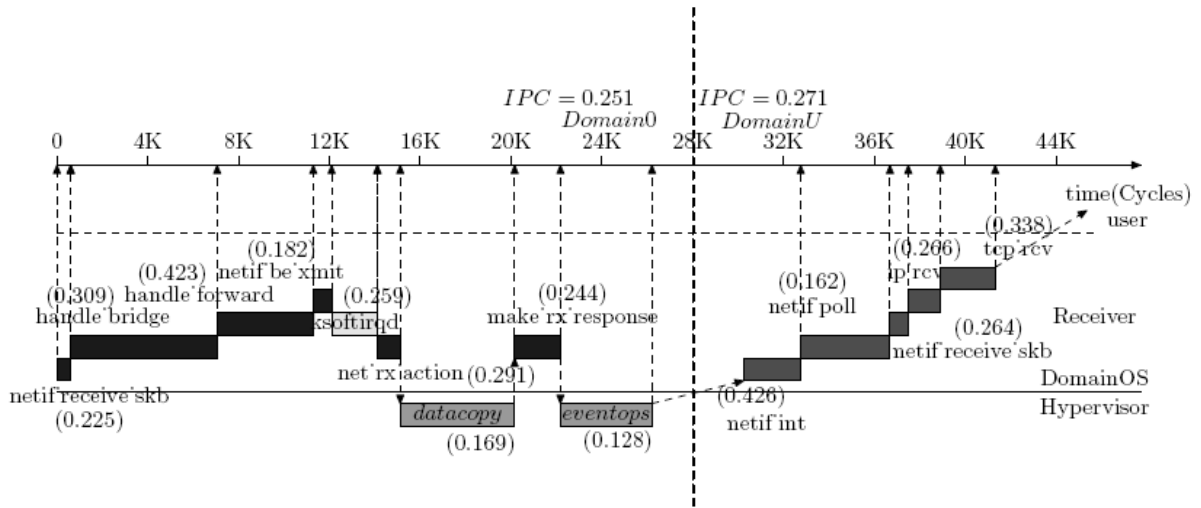 IPC = 0.251
Domain0
IPC = 0.271
DomainU
0 4K 8K 12K 16K 20K 24K 28K 32K 36K 40K 44K
time(Cycles)
user
(0.182)
netif˙be˙xmit
(0.423)
handle˙forward
(0.309)
handle˙bridge
(0.259)
ksoftirqd
(0.244)
make˙rx˙response
(0.162)
netif˙poll
(0.266)
ip˙rcv
(0.338)
tcp˙rcv
(0.264)
netif˙receive˙skb
Receiver
net˙rx˙action
(0.291)
netif˙receive˙skb
(0.225)
DomainOS
Hypervisor
datacopy
(0.169)
eventops
(0.128)
(0.426)
netif˙int